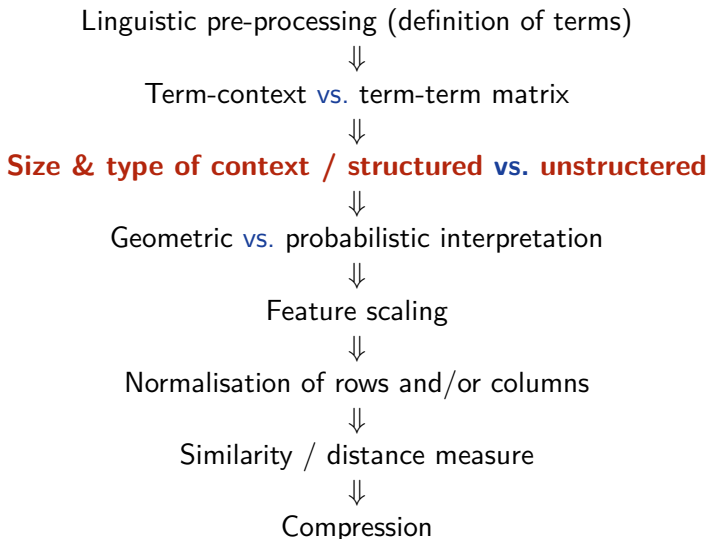 Linguistic pre-processing (definition of terms)
⇓
Term-context vs. term-term matrix
⇓
Size & type of context / structured vs. unstructered
⇓
Geometric vs. probabilistic interpretation
⇓
Feature scaling
⇓
Normalisation of rows and/or columns
⇓
Similarity / distance measure
⇓
Compression